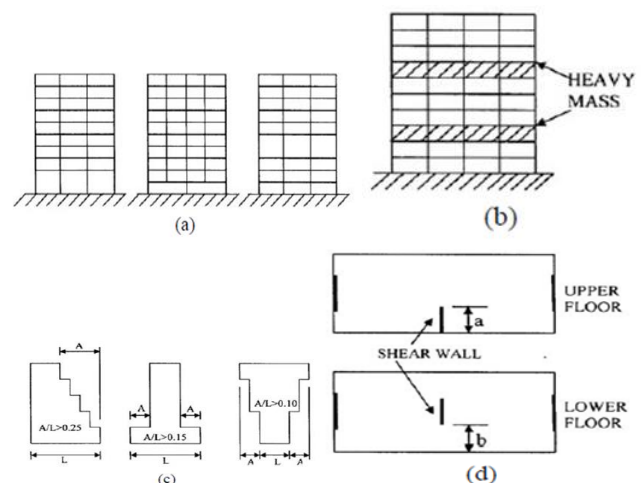 (a)
HEAVY
MASS
(b)
A
A/L>0.25
L
A
A
A/L>0.15
L
A/L>0.10
A
L
A
(c)
UPPER
FLOOR
a
SHEAR WALL
LOWER
FLOOR
b
(d)